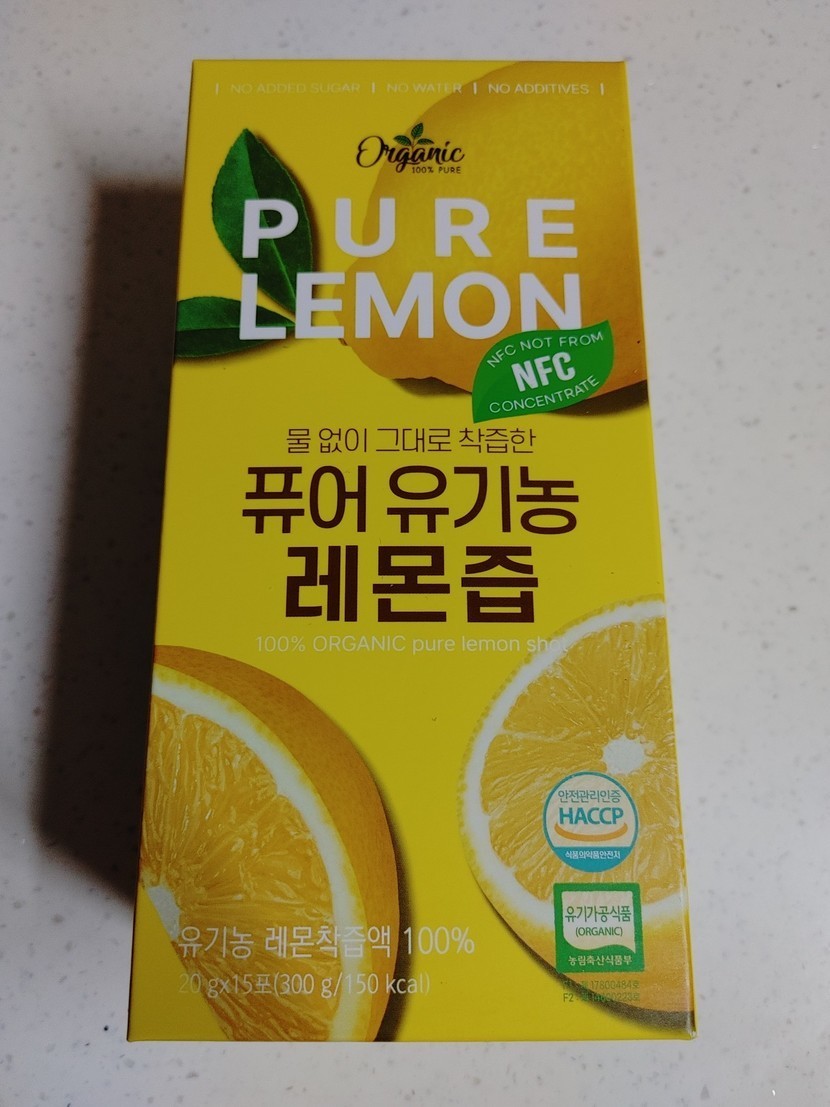 NO ADDED SUGAR | NO WATER | NO ADDITIVES
Organic
100% PURE
PURE
LEMON
NFC NOT FROM
NFC
CONCENTRATE
물 없이 그대로 착즙한
퓨어 유기농
레몬즙
100% ORGANIC pure lemon shot
안전관리인증
HACCP
식품의약품안전처
유기가공식품
(ORGANIC)
농림축산식품부
유기농 레몬착즙액 100%
20 gx15포(300 g/150 kcal)